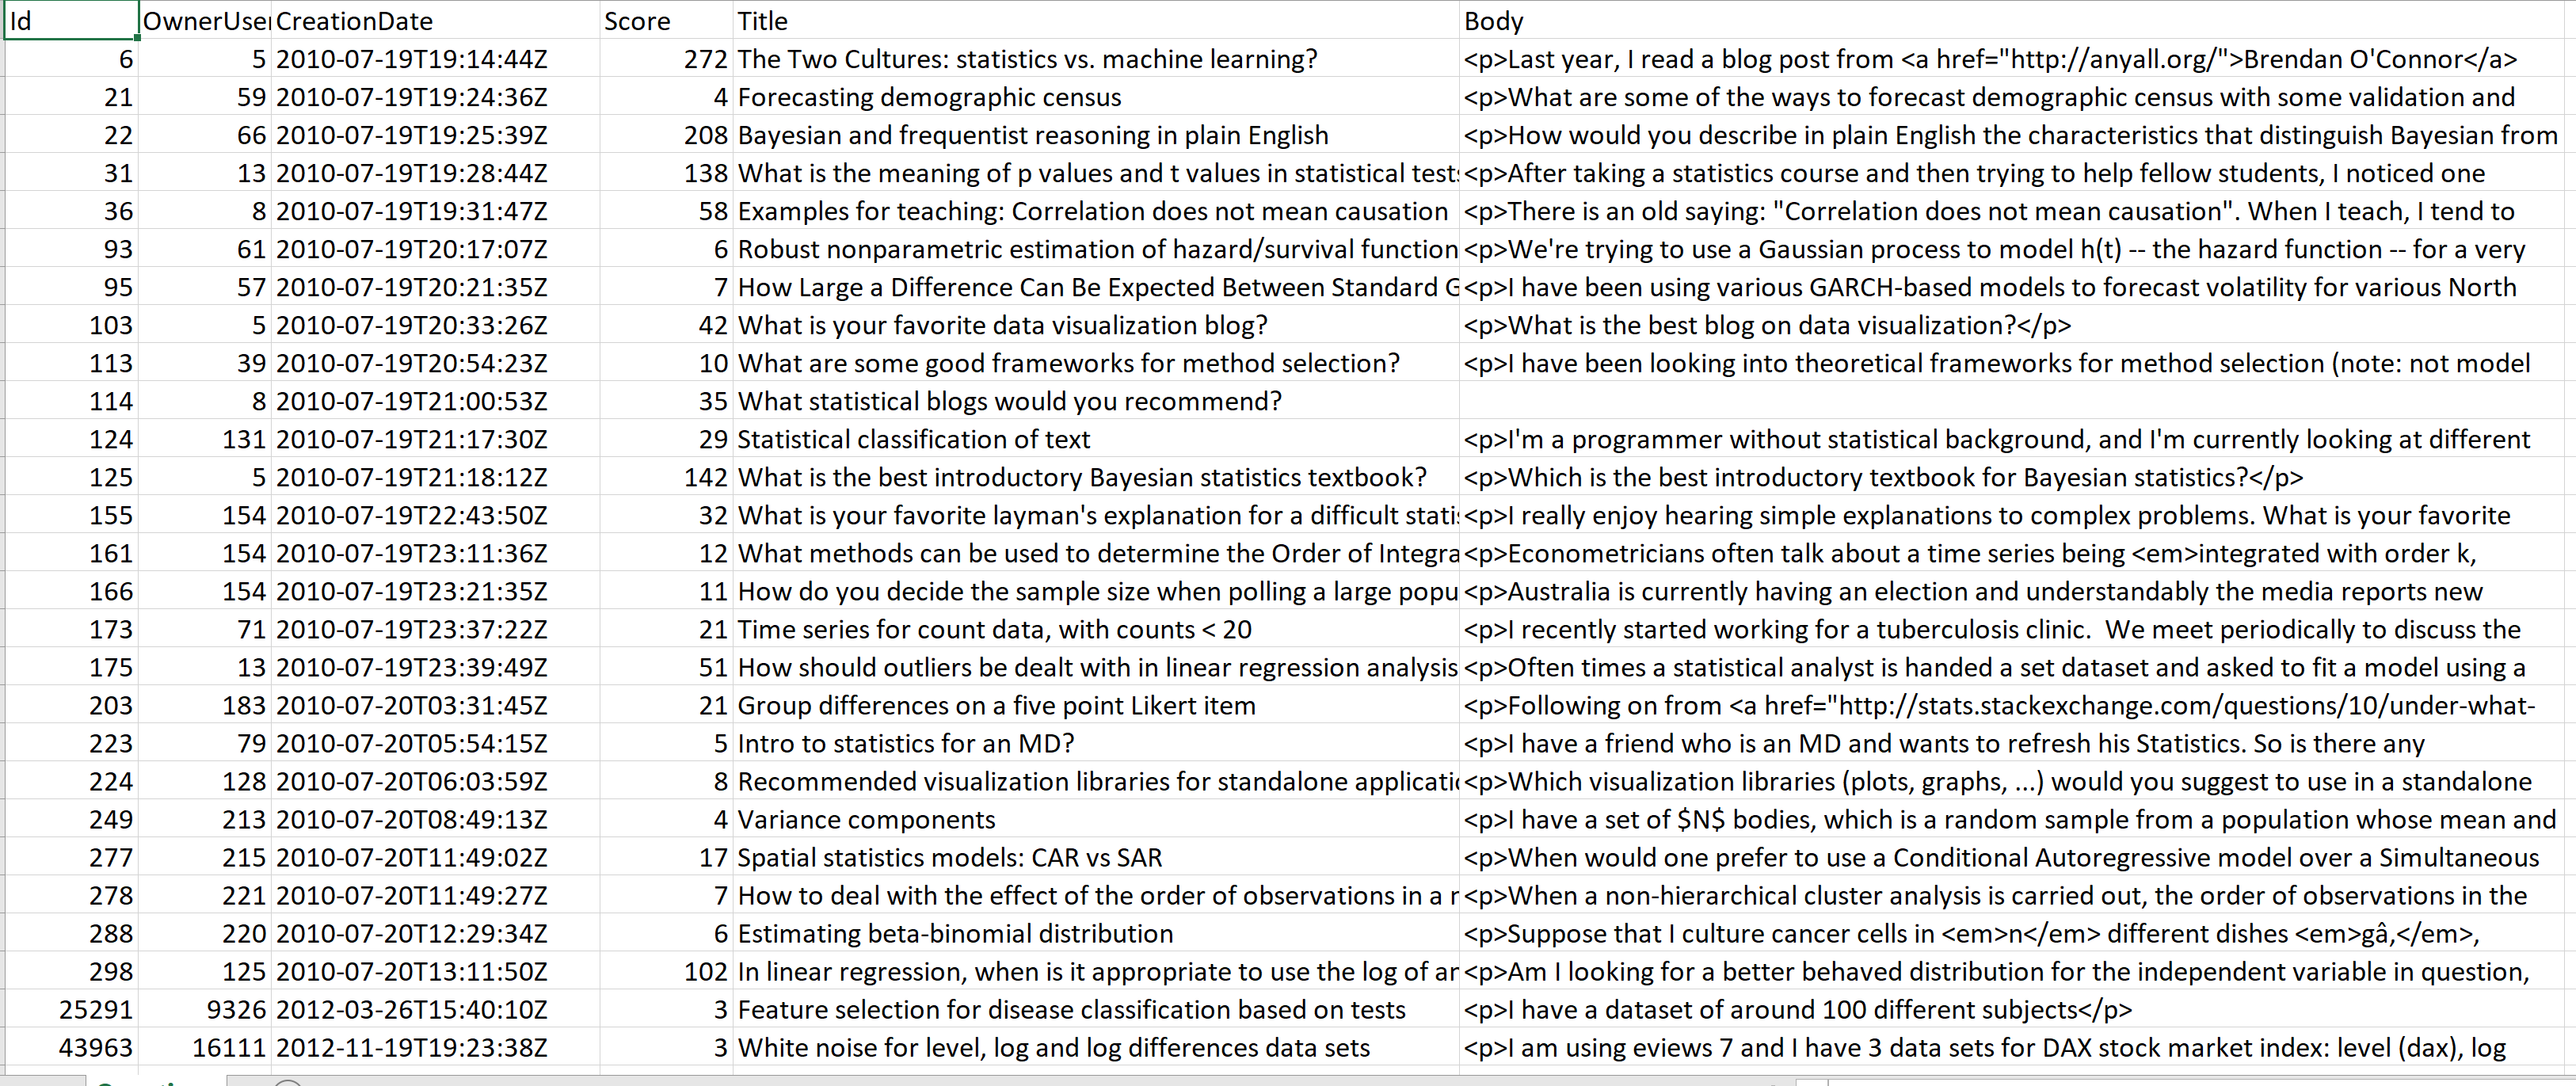 Id OwnerUser CreationDate Score Title Body
6 5 2010-07-19T19:14:44Z 272 The Two Cultures: statistics vs. machine learning? <p>Last year, I read a blog post from <a href="http://anyall.org/">Brendan O'Connor</a>
21 59 2010-07-19T19:24:36Z 4 Forecasting demographic census <p>What are some of the ways to forecast demographic census with some validation and
22 66 2010-07-19T19:25:39Z 208 Bayesian and frequentist reasoning in plain English <p>How would you describe in plain English the characteristics that distinguish Bayesian from
31 13 2010-07-19T19:28:44Z 138 What is the meaning of p values and t values in statistical tests <p>After taking a statistics course and then trying to help fellow students, I noticed one
36 8 2010-07-19T19:31:47Z 58 Examples for teaching: Correlation does not mean causation <p>There is an old saying: "Correlation does not mean causation". When I teach, I tend to
93 61 2010-07-19T20:17:07Z 6 Robust nonparametric estimation of hazard/survival function <p>We're trying to use a Gaussian process to model h(t) -- the hazard function -- for a very
95 57 2010-07-19T20:21:35Z 7 How Large a Difference Can Be Expected Between Standard G <p>I have been using various GARCH-based models to forecast volatility for various North
103 5 2010-07-19T20:33:26Z 42 What is your favorite data visualization blog? <p>What is the best blog on data visualization?</p>
113 39 2010-07-19T20:54:23Z 10 What are some good frameworks for method selection? <p>I have been looking into theoretical frameworks for method selection (note: not model
114 8 2010-07-19T21:00:53Z 35 What statistical blogs would you recommend?
124 131 2010-07-19T21:17:30Z 29 Statistical classification of text <p>I'm a programmer without statistical background, and I'm currently looking at different
125 5 2010-07-19T21:18:12Z 142 What is the best introductory Bayesian statistics textbook? <p>Which is the best introductory textbook for Bayesian statistics?</p>
155 154 2010-07-19T22:43:50Z 32 What is your favorite layman's explanation for a difficult statis <p>I really enjoy hearing simple explanations to complex problems. What is your favorite
161 154 2010-07-19T23:11:36Z 12 What methods can be used to determine the Order of Integra <p>Econometricians often talk about a time series being <em>integrated with order k,
166 154 2010-07-19T23:21:35Z 11 How do you decide the sample size when polling a large popu <p>Australia is currently having an election and understandably the media reports new
173 71 2010-07-19T23:37:22Z 21 Time series for count data, with counts < 20 <p>I recently started working for a tuberculosis clinic.  We meet periodically to discuss the
175 13 2010-07-19T23:39:49Z 51 How should outliers be dealt with in linear regression analysis <p>Often times a statistical analyst is handed a set dataset and asked to fit a model using a
203 183 2010-07-20T03:31:45Z 21 Group differences on a five point Likert item <p>Following on from <a href="http://stats.stackexchange.com/questions/10/under-what-
223 79 2010-07-20T05:54:15Z 5 Intro to statistics for an MD? <p>I have a friend who is an MD and wants to refresh his Statistics. So is there any
224 128 2010-07-20T06:03:59Z 8 Recommended visualization libraries for standalone applicatio <p>Which visualization libraries (plots, graphs, ...) would you suggest to use in a standalone
249 213 2010-07-20T08:49:13Z 4 Variance components <p>I have a set of $N$ bodies, which is a random sample from a population whose mean and
277 215 2010-07-20T11:49:02Z 17 Spatial statistics models: CAR vs SAR <p>When would one prefer to use a Conditional Autoregressive model over a Simultaneous
278 221 2010-07-20T11:49:27Z 7 How to deal with the effect of the order of observations in a <p>When a non-hierarchical cluster analysis is carried out, the order of observations in the
288 220 2010-07-20T12:29:34Z 6 Estimating beta-binomial distribution <p>Suppose that I culture cancer cells in <em>n</em> different dishes <em>gâ,</em>,
298 125 2010-07-20T13:11:50Z 102 In linear regression, when is it appropriate to use the log of <p>Am I looking for a better behaved distribution for the independent variable in question,
25291 9326 2012-03-26T15:40:10Z 3 Feature selection for disease classification based on tests <p>I have a dataset of around 100 different subjects</p>
43963 16111 2012-11-19T19:23:38Z 3 White noise for level, log and log differences data sets <p>I am using eviews 7 and I have 3 data sets for DAX stock market index: level (dax), log